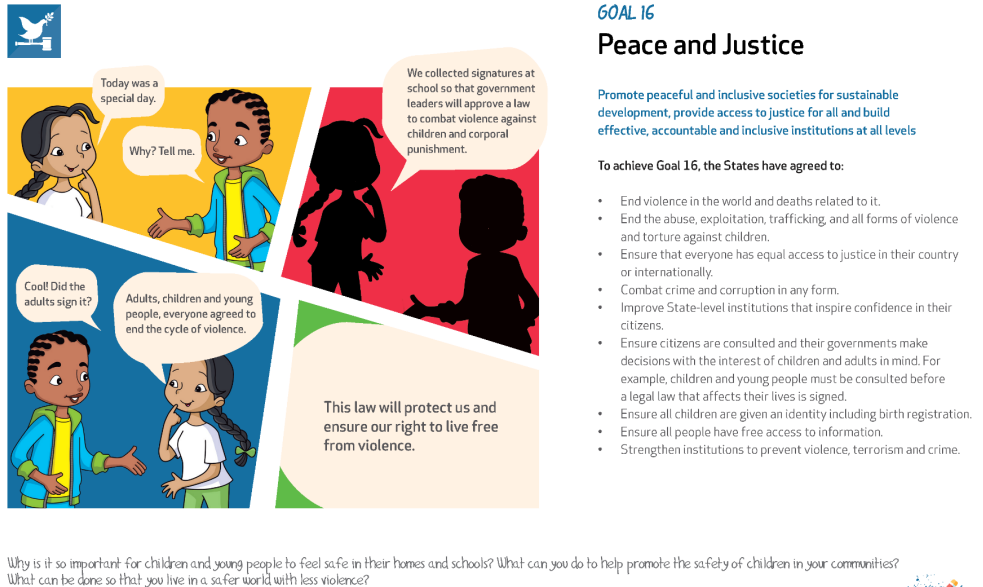 Today was a
special day.
Why? Tell me.
We collected signatures at
school so that government
leaders will approve a law
to combat violence against
children and corporal
punishment.
Cool! Did the
adults sign it?
Adults, children and young
people, everyone agreed to
end the cycle of violence.
This law will protect us and
ensure our right to live free
from violence.
GOAL 16
Peace and Justice
Promote peaceful and inclusive societies for sustainable
development, provide access to justice for all and build
effective, accountable and inclusive institutions at all levels
To achieve Goal 16, the States have agreed to:
• End violence in the world and deaths related to it.
• End the abuse, exploitation, trafficking, and all forms of violence
and torture against children.
• Ensure that everyone has equal access to justice in their country
or internationally.
• Combat crime and corruption in any form.
• Improve State-level institutions that inspire confidence in their
citizens.
• Ensure citizens are consulted and their governments make
decisions with the interest of children and adults in mind. For
example, children and young people must be consulted before
a legal law that affects their lives is signed.
• Ensure all children are given an identity including birth registration.
• Ensure all people have free access to information.
• Strengthen institutions to prevent violence, terrorism and crime.
Why is it so important for children and young people to feel safe in their homes and schools? What can you do to help promote the safety of children in your communities?
What can be done so that you live in a safer world with less violence?